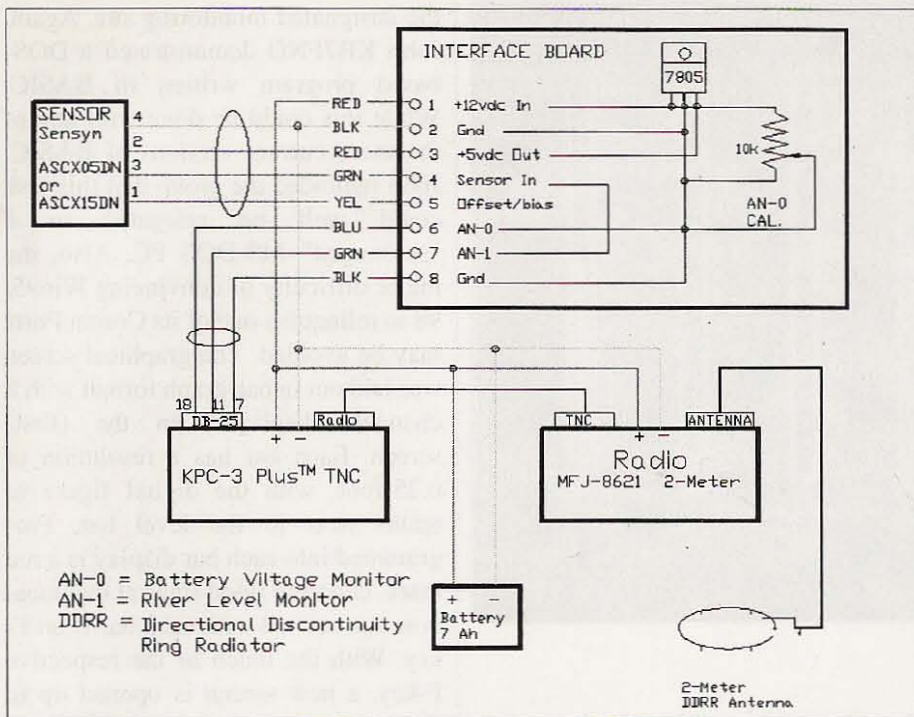 INTERFACE BOARD
7805
SENSOR
Sensyn
ASCX05DN
or
ASCX15DN
4
2
3
1
RED 1 +12vdc In
BLK 2 Gnd
RED 3 +5vdc Out
GRN 4 Sensor In
YEL 5 Offset/bias
BLU 6 AN-0
GRN 7 AN-1
BLK 8 Gnd
10k
AN-0
CAL.
18 11 7
DB-25
+ -
Radio
KPC-3 Plus™ TNC
TNC
+ -
ANTENNA
Radio
MFJ-8621 2-Meter
AN-0 = Battery Viltage Monitor
AN-1 = River Level Monitor
DDRR = Directional Discontinuity
Ring Radiator
+ -
Battery
7 Ah
2-Meter
DDRR Antenna